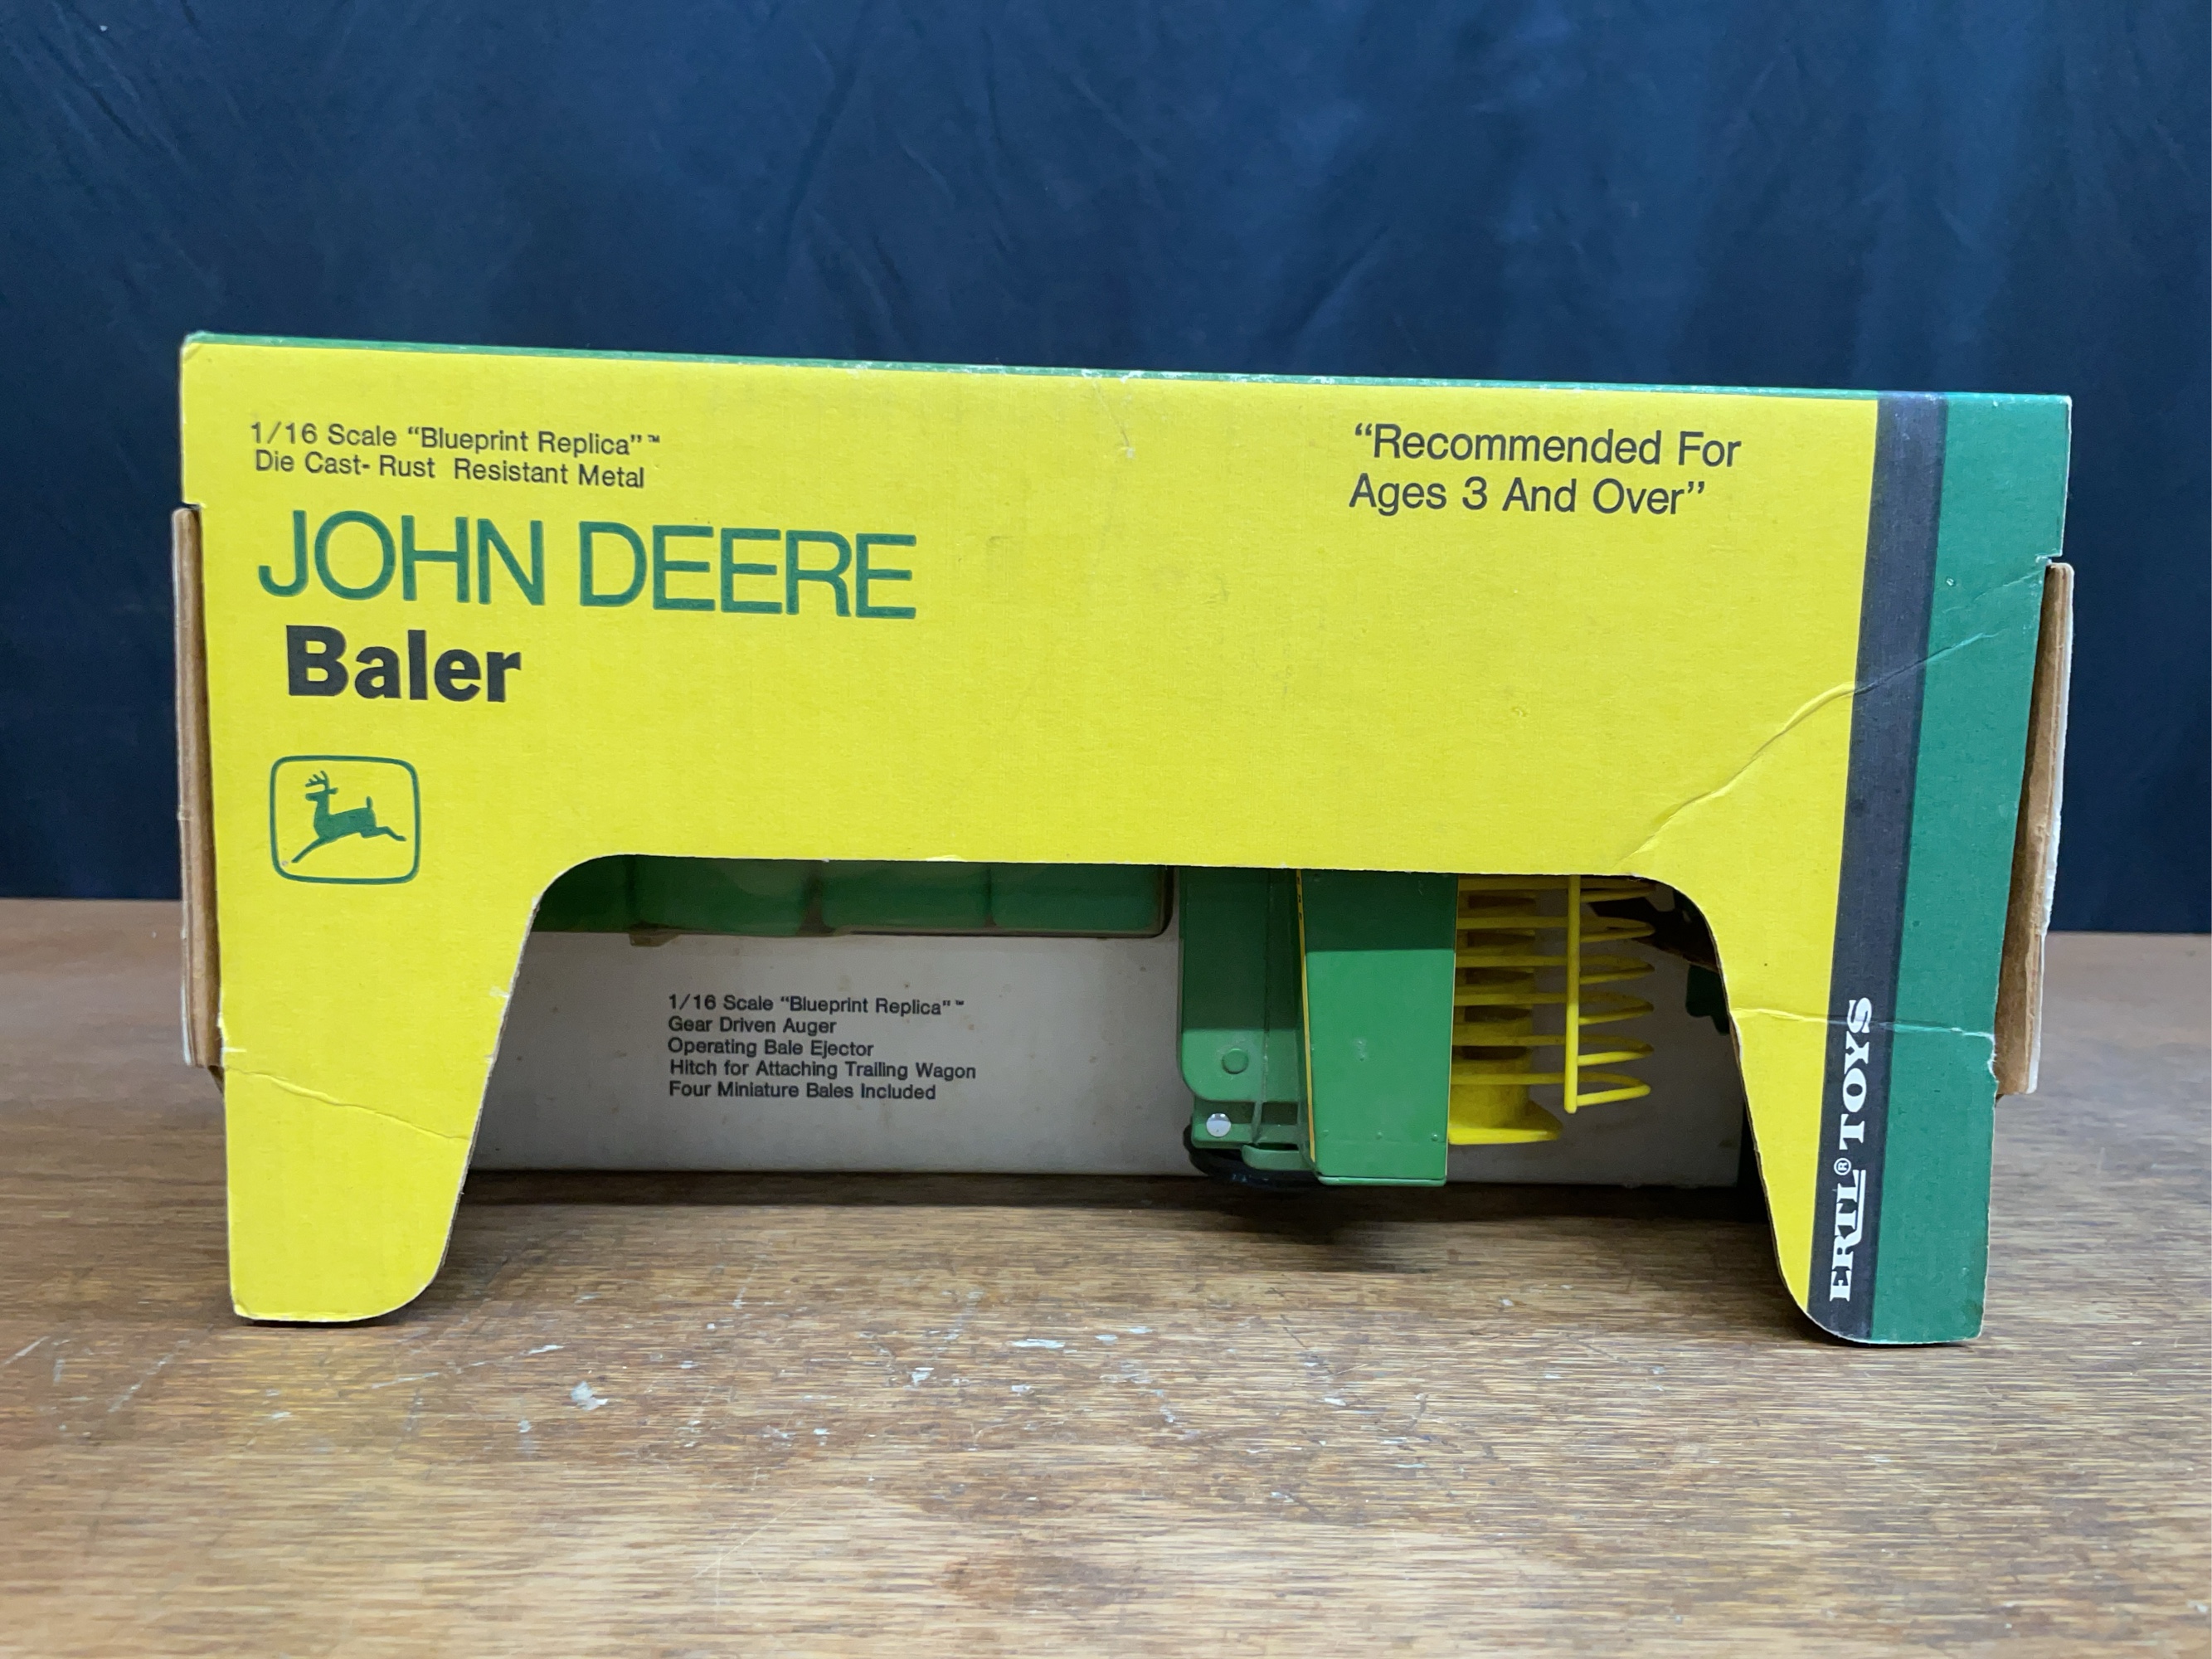 1/16 Scale “Blueprint Replica”™
Die Cast- Rust Resistant Metal
JOHN DEERE
Baler
“Recommended For
Ages 3 And Over”
1/16 Scale “Blueprint Replica”™
Gear Driven Auger
Operating Bale Ejector
Hitch for Attaching Trailing Wagon
Four Miniature Bales Included
ERTL® TOYS